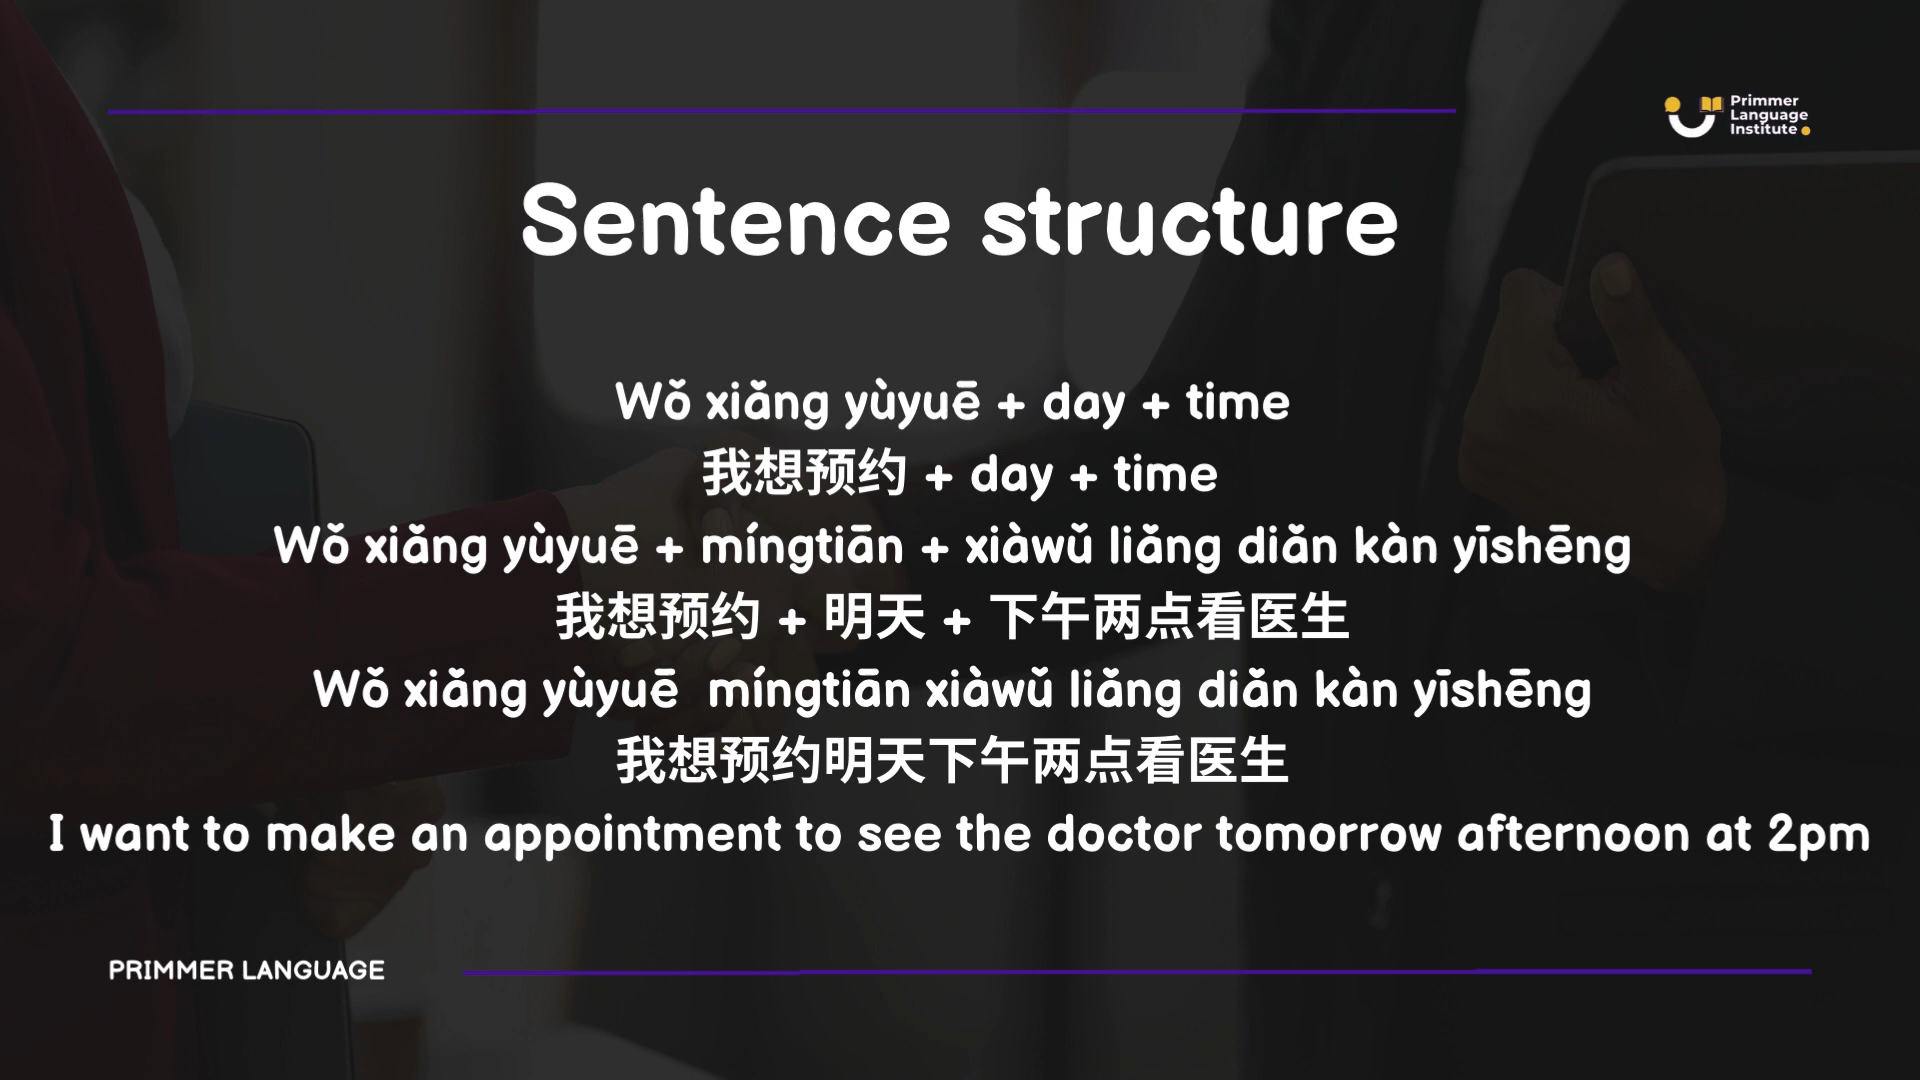 Primmer
Language
Institute
Sentence structure
Wǒ xiǎng yùyuē + day + time
我想预约 + day + time
Wǒ xiǎng yùyuē + míngtiān + xiàwǔ liǎng diǎn kàn yīshēng
我想预约 + 明天 + 下午两点看医生
Wǒ xiǎng yùyuē  míngtiān xiàwǔ liǎng diǎn kàn yīshēng
我想预约明天下午两点看医生
I want to make an appointment to see the doctor tomorrow afternoon at 2pm
PRIMMER LANGUAGE